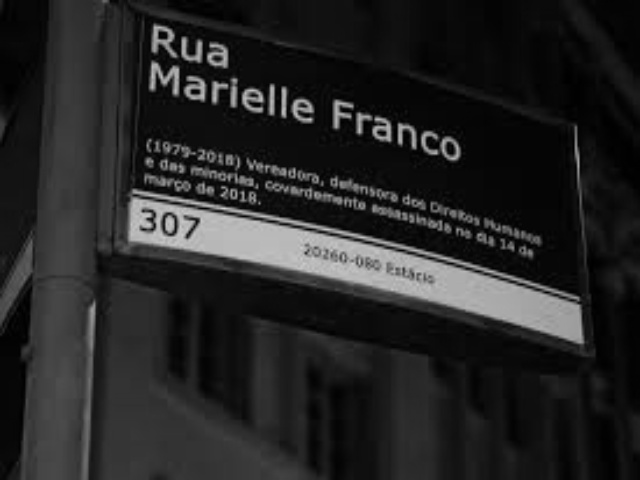 Rua
Marielle Franco
(1979-2018) Vereadora, defensora dos Direitos Humanos
e das minorias, covardemente assassinada no dia 14 de
março de 2018.
307
20260-080 Estácio